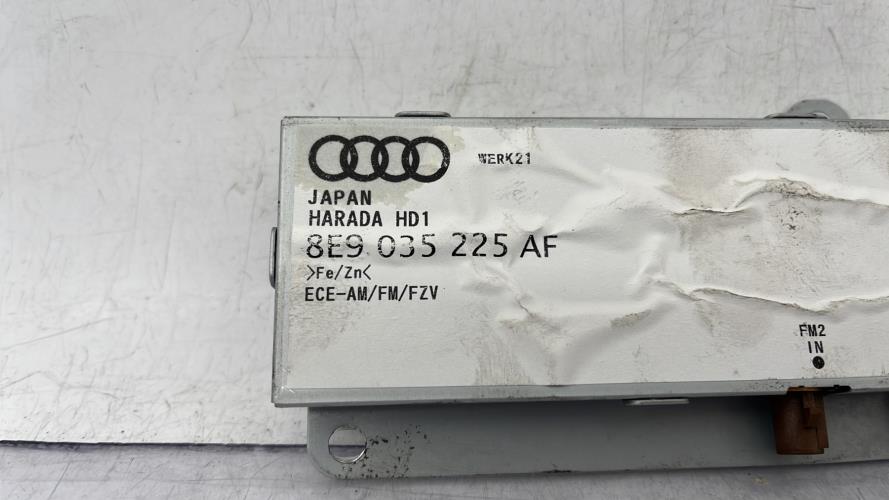 WERK21
JAPAN
HARADA HD1
8E9 035 225 AF
>Fe/Zn<
ECE-AM/FM/FZV
FM2
IN